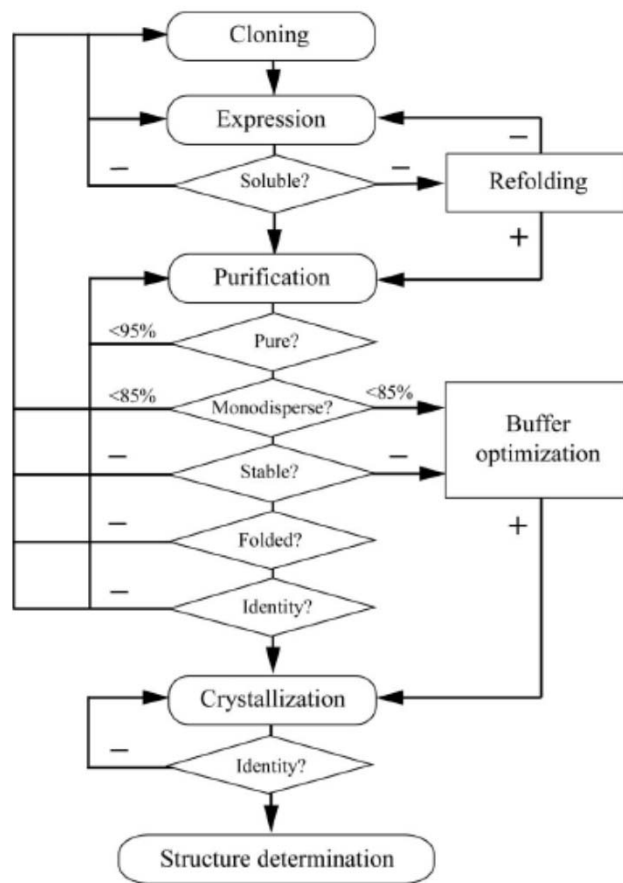 Cloning
Expression
–
Soluble?
–
–
Refolding
+
Purification
<95%
Pure?
<85%
Monodisperse?
<85%
Buffer
optimization
–
Stable?
–
+
–
Folded?
–
Identity?
Crystallization
–
Identity?
Structure determination